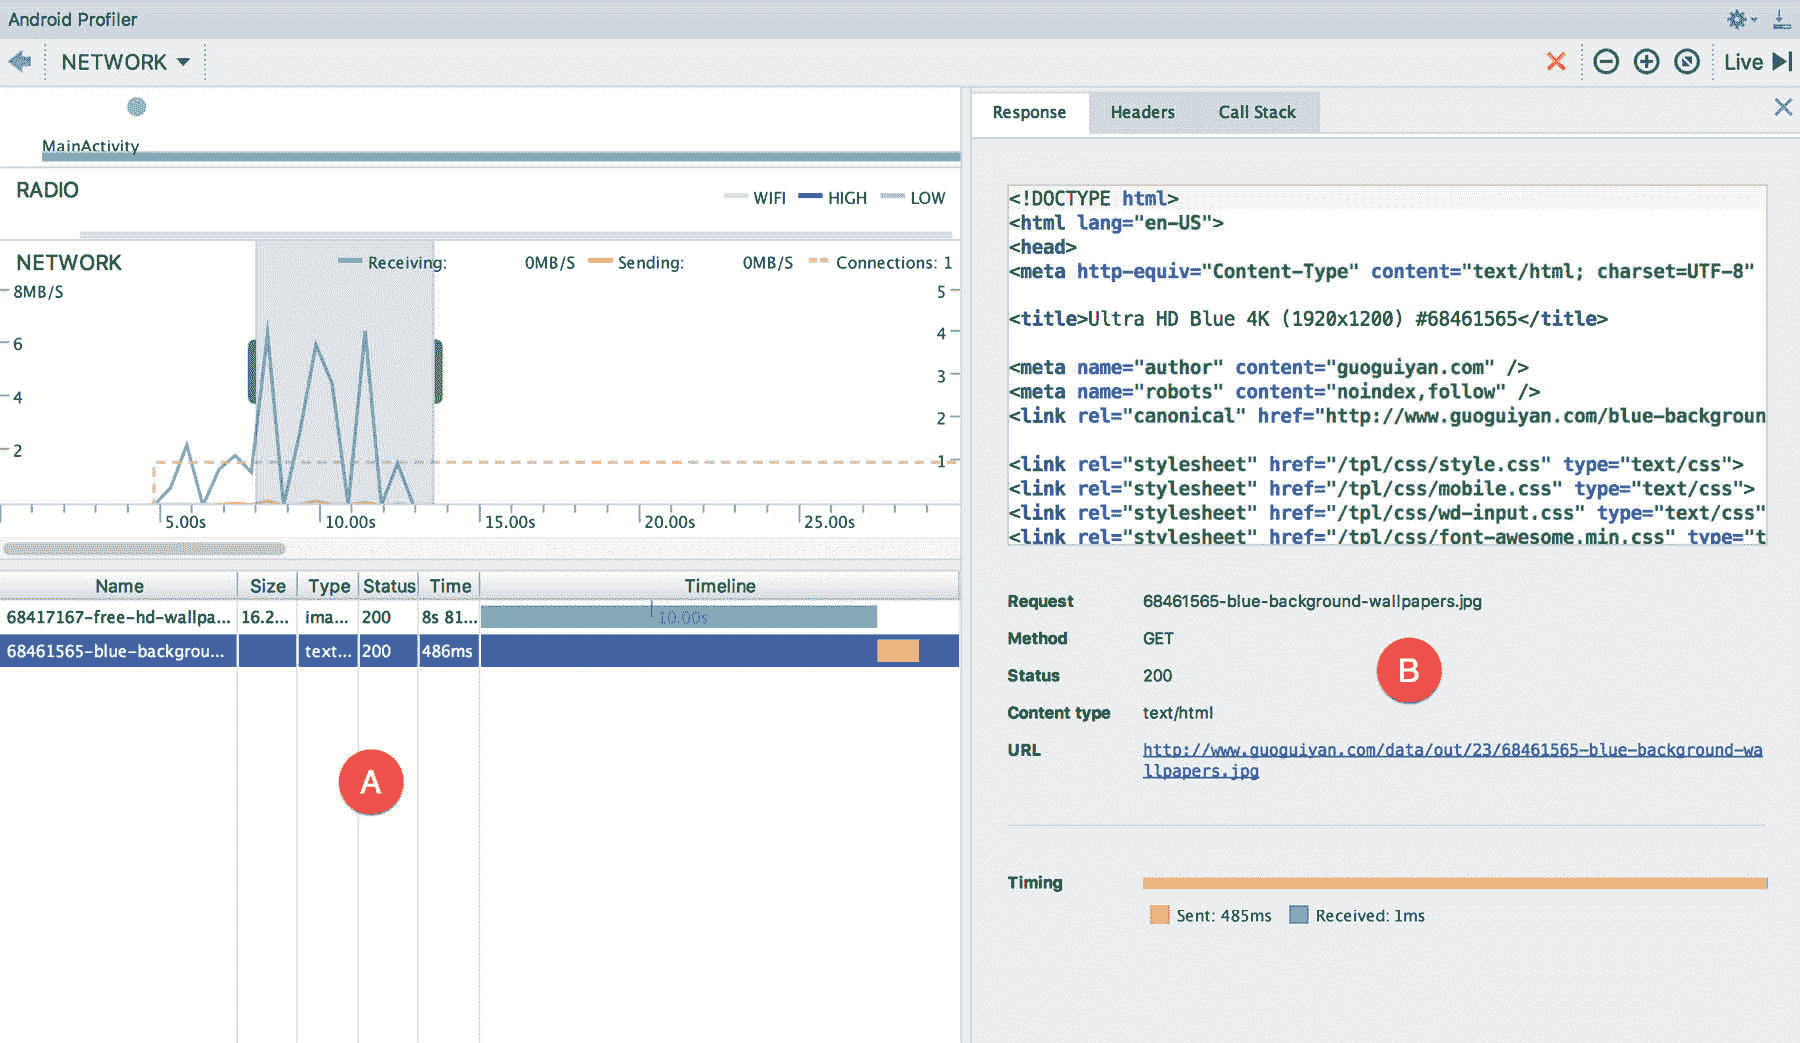 Android Profiler
NETWORK
Live
MainActivity
RADIO
WIFI HIGH LOW
NETWORK
Receiving: 0MB/S Sending: 0MB/S Connections: 1
8MB/S
6
4
2
5
4
3
2
1
5.00s 10.00s 15.00s 20.00s 25.00s
Name Size Type Status Time Timeline
68417167-free-hd-wallpa... 16.2... ima... 200 8s 81... 10.00s
68461565-blue-backgrou... text... 200 486ms
A
Response Headers Call Stack
<!DOCTYPE html>
<html lang="en-US">
<head>
<meta http-equiv="Content-Type" content="text/html; charset=UTF-8"
<title>Ultra HD Blue 4K (1920x1200) #68461565</title>
<meta name="author" content="guoguiyan.com" />
<meta name="robots" content="noindex,follow" />
<link rel="canonical" href="http://www.guoguiyan.com/blue-backgroun
<link rel="stylesheet" href="/tpl/css/style.css" type="text/css">
<link rel="stylesheet" href="/tpl/css/mobile.css" type="text/css">
<link rel="stylesheet" href="/tpl/css/wd-input.css" type="text/css"
<link rel="stylesheet" href="/tpl/css/font-awesome.min.css" type="t
Request 68461565-blue-background-wallpapers.jpg
Method GET
Status 200
Content type text/html
URL http://www.guoguiyan.com/data/out/23/68461565-blue-background-wa
llpapers.jpg
B
Timing
Sent: 485ms Received: 1ms